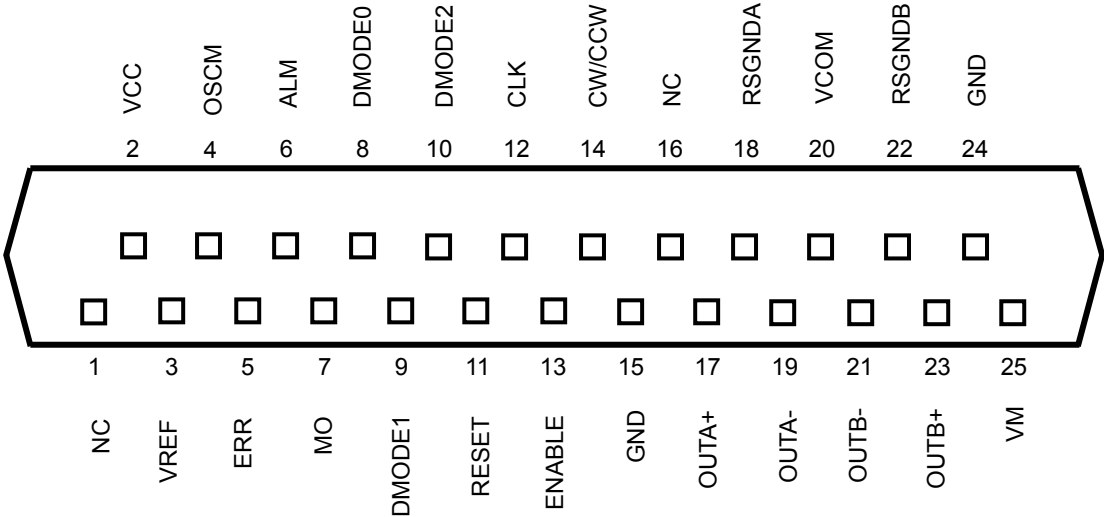 VCC OSCM ALM DMODE0 DMODE2 CLK CW/CCW NC RSGNDA VCOM RSGNDB GND
2 4 6 8 10 12 14 16 18 20 22 24
1 3 5 7 9 11 13 15 17 19 21 23 25
NC VREF ERR MO DMODE1 RESET ENABLE GND OUTA+ OUTA- OUTB- OUTB+ VM